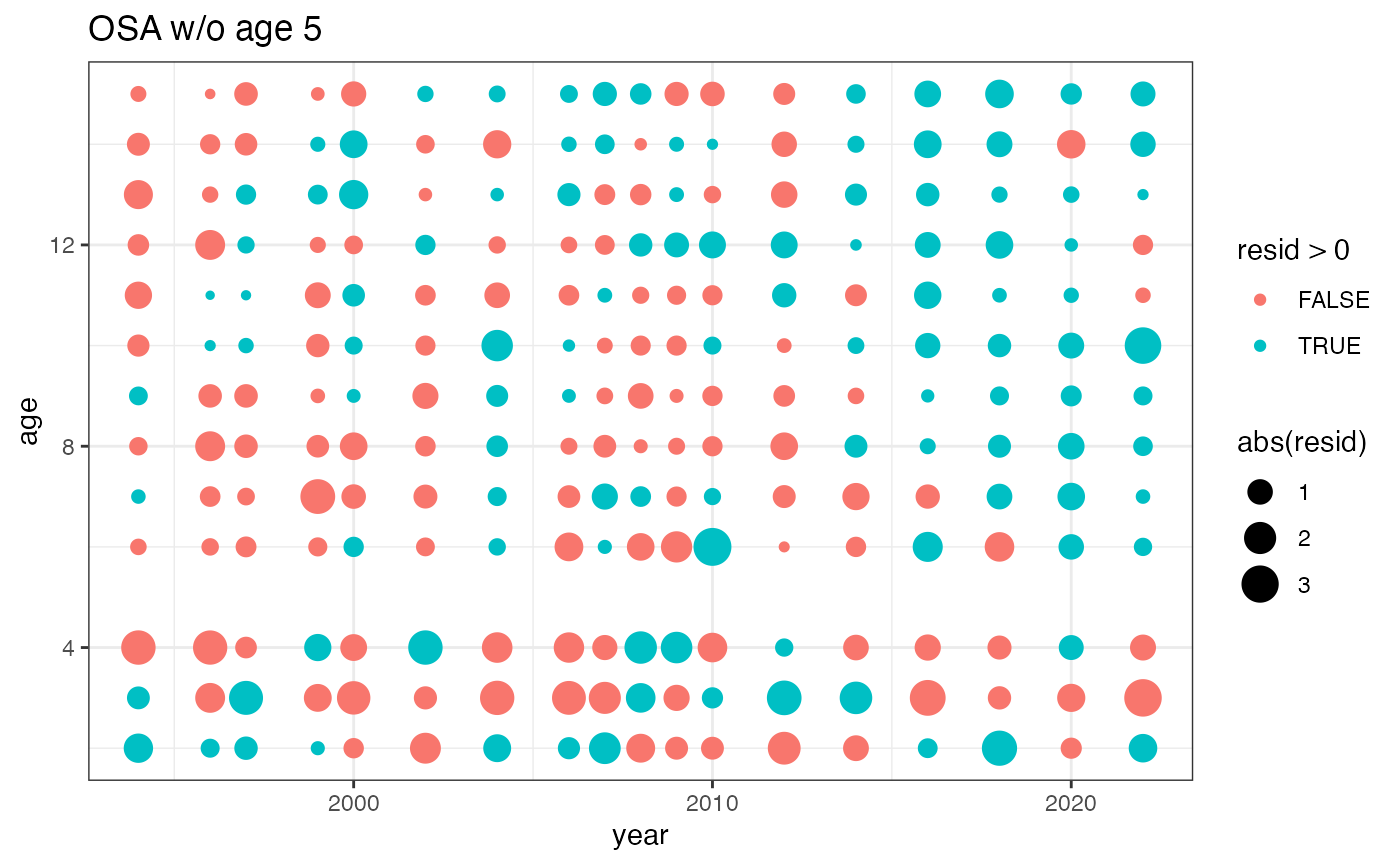 OSA w/o age 5
age
12
8
4
2000
2010
2020
year
resid > 0
FALSE
TRUE
abs(resid)
1
2
3